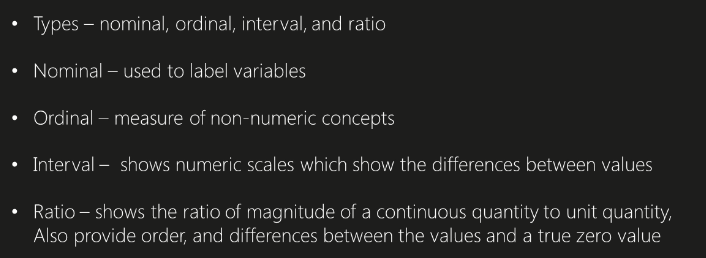 • Types – nominal, ordinal, interval, and ratio
• Nominal – used to label variables
• Ordinal – measure of non-numeric concepts
• Interval – shows numeric scales which show the differences between values
• Ratio – shows the ratio of magnitude of a continuous quantity to unit quantity,
Also provide order, and differences between the values and a true zero value